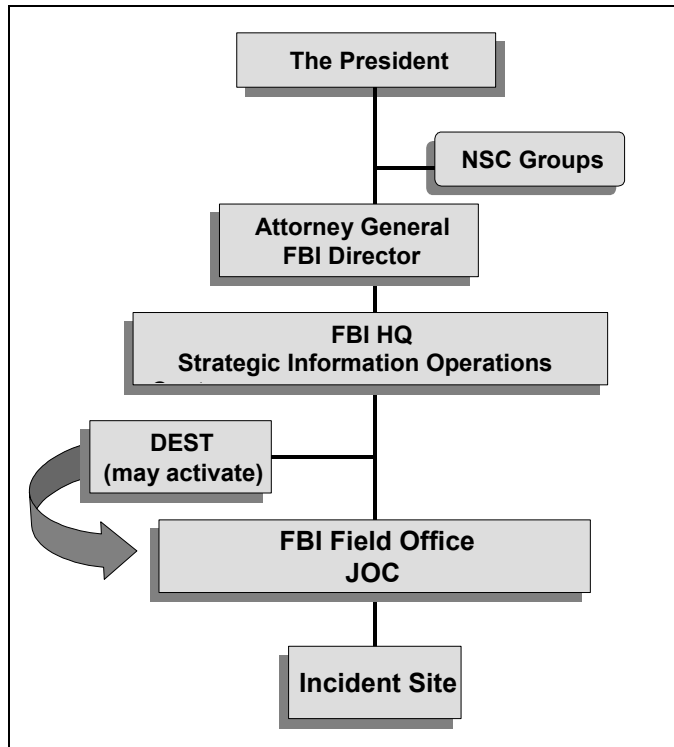 The President
NSC Groups
Attorney General
FBI Director
FBI HQ
Strategic Information Operations
DEST
(may activate)
FBI Field Office
JOC
Incident Site